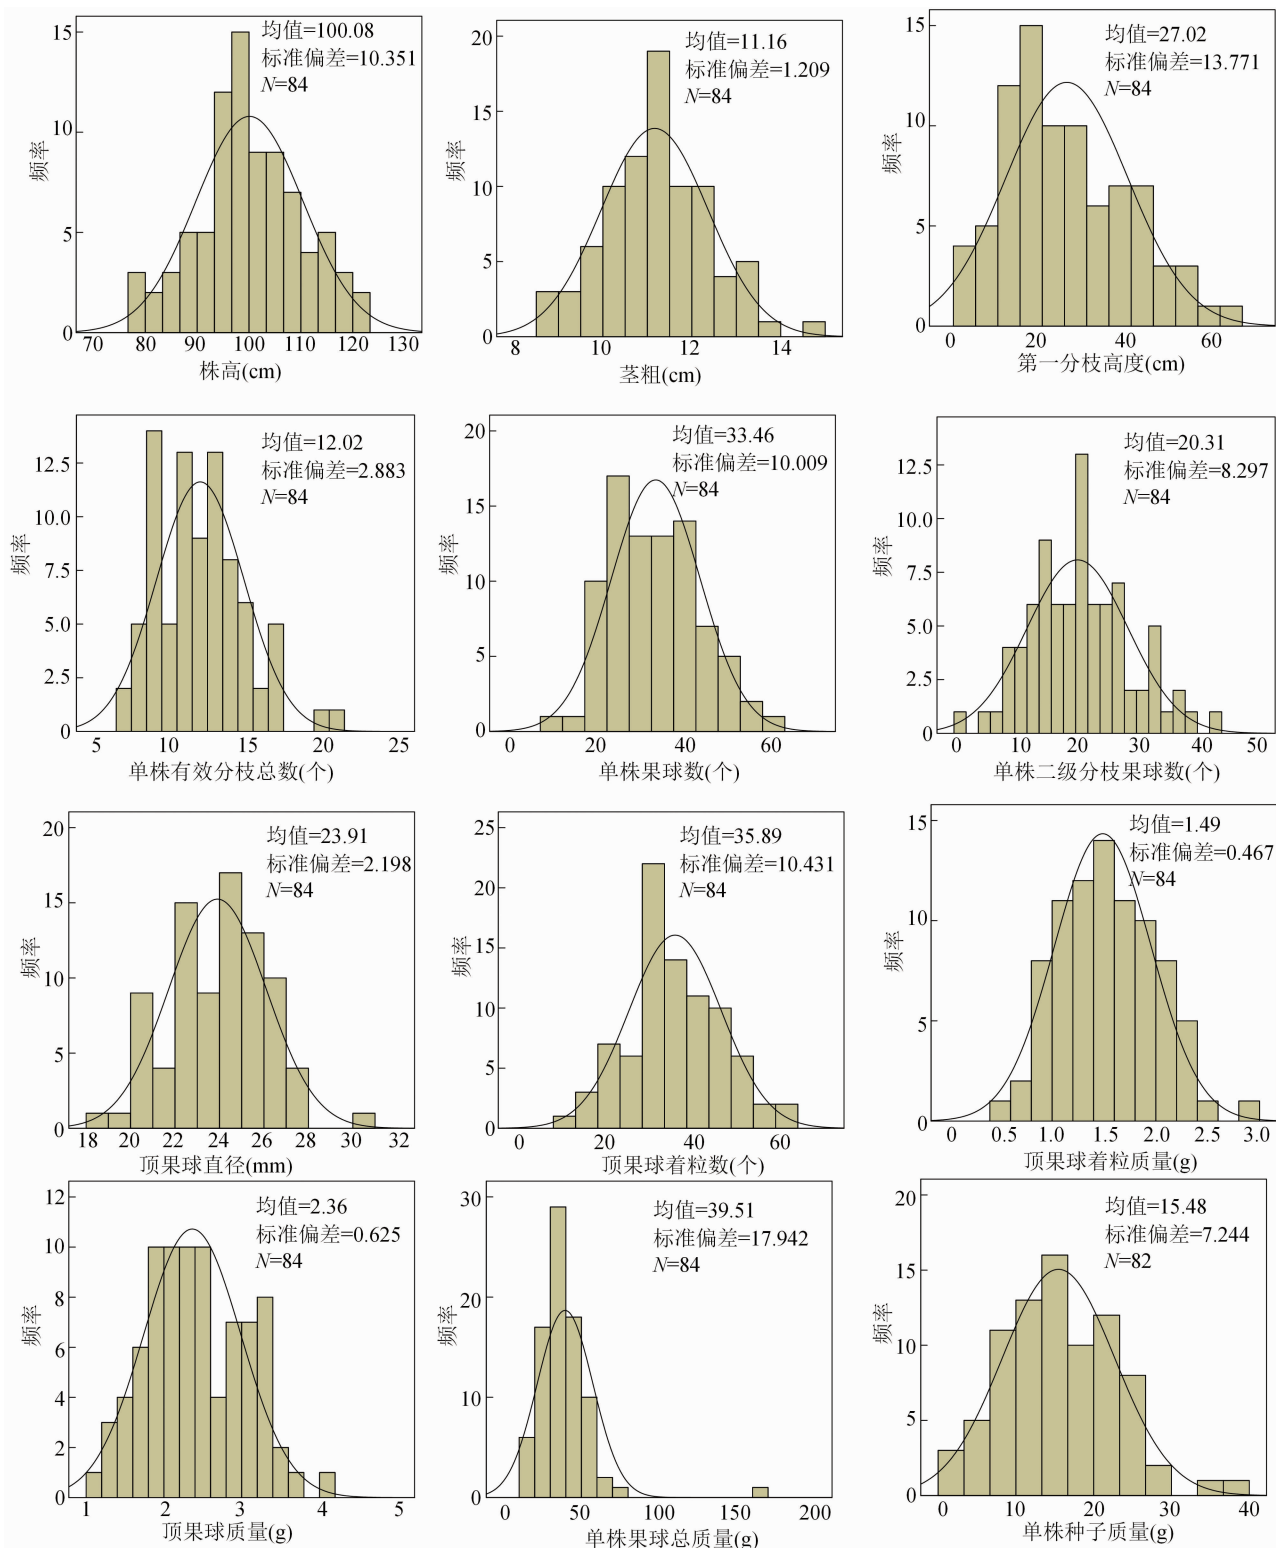 均值=100.08
标准偏差=10.351
N=84
15
10
5
0
频率
70 80 90 100 110 120 130
株高(cm)
均值=11.16
标准偏差=1.209
N=84
20
15
10
5
0
频率
8 10 12 14
茎粗(cm)
均值=27.02
标准偏差=13.771
N=84
15
10
5
0
频率
0 20 40 60
第一分枝高度(cm)
均值=12.02
标准偏差=2.883
N=84
12.5
10.0
7.5
5.0
2.5
0
频率
5 10 15 20 25
单株有效分枝总数(个)
均值=33.46
标准偏差=10.009
N=84
20
15
10
5
0
频率
0 20 40 60
单株果球数(个)
均值=20.31
标准偏差=8.297
N=84
12.5
10.0
7.5
5.0
2.5
0
频率
0 10 20 30 40 50
单株二级分枝果球数(个)
均值=23.91
标准偏差=2.198
N=84
20
15
10
5
0
频率
18 20 22 24 26 28 30 32
顶果球直径(mm)
均值=35.89
标准偏差=10.431
N=84
25
20
15
10
5
0
频率
0 20 40 60
顶果球着粒数(个)
均值=1.49
标准偏差=0.467
N=84
15
10
5
0
频率
0 0.5 1.0 1.5 2.0 2.5 3.0
顶果球着粒质量(g)
均值=2.36
标准偏差=0.625
N=84
12
10
8
6
4
2
0
频率
1 2 3 4 5
顶果球质量(g)
均值=39.51
标准偏差=17.942
N=84
30
20
10
0
频率
0 50 100 150 200
单株果球总质量(g)
均值=15.48
标准偏差=7.244
N=82
20
15
10
5
0
频率
0 10 20 30 40
单株种子质量(g)